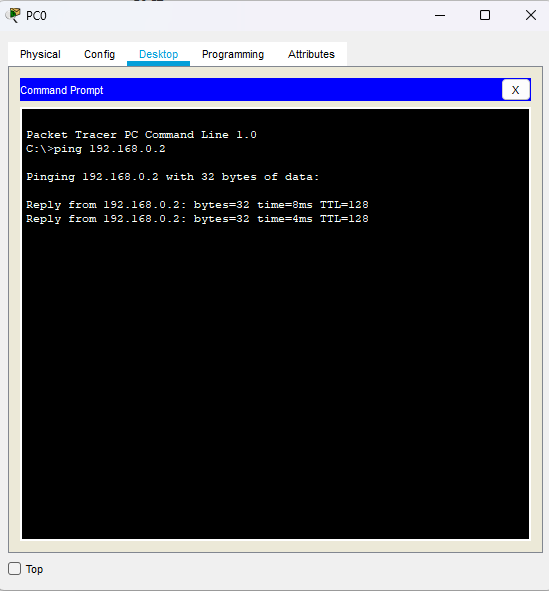 PC0
Physical Config Desktop Programming Attributes
Command Prompt
X
Packet Tracer PC Command Line 1.0
C:\>ping 192.168.0.2
Pinging 192.168.0.2 with 32 bytes of data:
Reply from 192.168.0.2: bytes=32 time=8ms TTL=128
Reply from 192.168.0.2: bytes=32 time=4ms TTL=128
Top